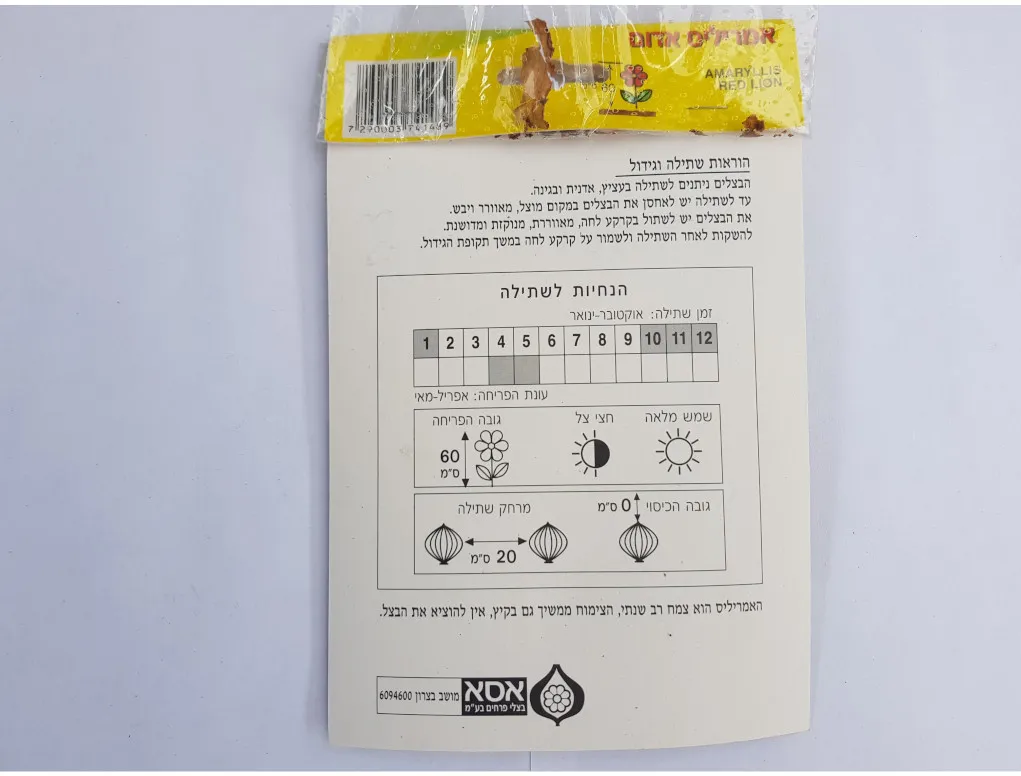 אמריליס אדום
AMARYLLIS
RED LION
7 290003 741469
הוראות שתילה וגידול
הבצלים ניתנים לשתילה בעציץ, אדנית ובגינה.
עד לשתילה יש לאחסן את הבצלים במקום מוצל, מאוורר ויבש.
את הבצלים יש לשתול בקרקע לחה, מאווררת, מנוקזת ומדושנת.
להשקות לאחר השתילה ולשמור על קרקע לחה במשך תקופת הגידול.
הנחיות לשתילה
זמן שתילה: אוקטובר-ינואר
1 2 3 4 5 6 7 8 9 10 11 12
עונת הפריחה: אפריל-מאי
שמש מלאה
חצי צל
גובה הפריחה
60
ס"מ
גובה הכיסוי
0 ס"מ
מרחק שתילה
20 ס"מ
האמריליס הוא צמח רב שנתי, הצימוח ממשיך גם בקיץ, אין להוציא את הבצל.
אסא
בצלי פרחים בע"מ
מושב בצרון 6094600